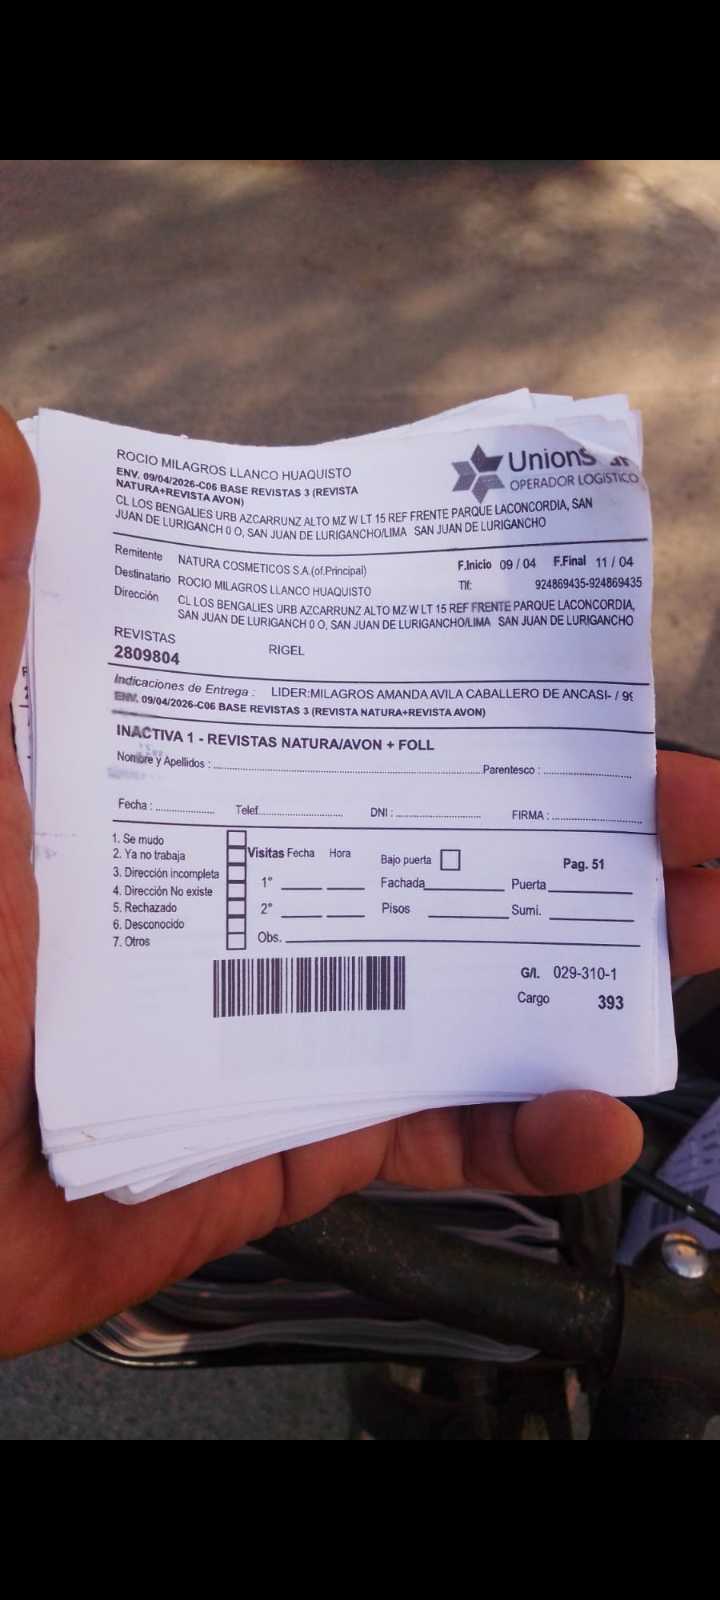 ROCIO MILAGROS LLANCO HUAQUISTO
ENV. 09/04/2026-C06 BASE REVISTAS 3 (REVISTA
NATURA+REVISTA AVON)
CL LOS BENGALIES URB AZCARRUNZ ALTO MZ W LT 15 REF FRENTE PARQUE LACONCORDIA, SAN
JUAN DE LURIGANCH 0 O, SAN JUAN DE LURIGANCHO/LIMA SAN JUAN DE LURIGANCHO
OPERADOR LOGÍSTICO
Remitente NATURA COSMETICOS S.A.(of.Principal) F.Inicio 09 / 04 F.Final 11 / 04
Destinatario ROCIO MILAGROS LLANCO HUAQUISTO Tlf: 924869435-924869435
Dirección CL LOS BENGALIES URB AZCARRUNZ ALTO MZ W LT 15 REF FRENTE PARQUE LACONCORDIA,
SAN JUAN DE LURIGANCH 0 O, SAN JUAN DE LURIGANCHO/LIMA SAN JUAN DE LURIGANCHO
REVISTAS RIGEL
2809804
Indicaciones de Entrega : LIDER:MILAGROS AMANDA AVILA CABALLERO DE ANCASI- /
ENV. 09/04/2026-C06 BASE REVISTAS 3 (REVISTA NATURA+REVISTA AVON)
INACTIVA 1 - REVISTAS NATURA/AVON + FOLL
Nombre y Apellidos : Parentesco :
Fecha : Telef. DNI : FIRMA :
1. Se mudo
2. Ya no trabaja
3. Dirección incompleta
4. Dirección No existe
5. Rechazado
6. Desconocido
7. Otros
Visitas Fecha Hora Bajo puerta Pag. 51
1° Fachada Puerta
2° Pisos Sumi.
Obs.
G/I. 029-310-1
Cargo 393